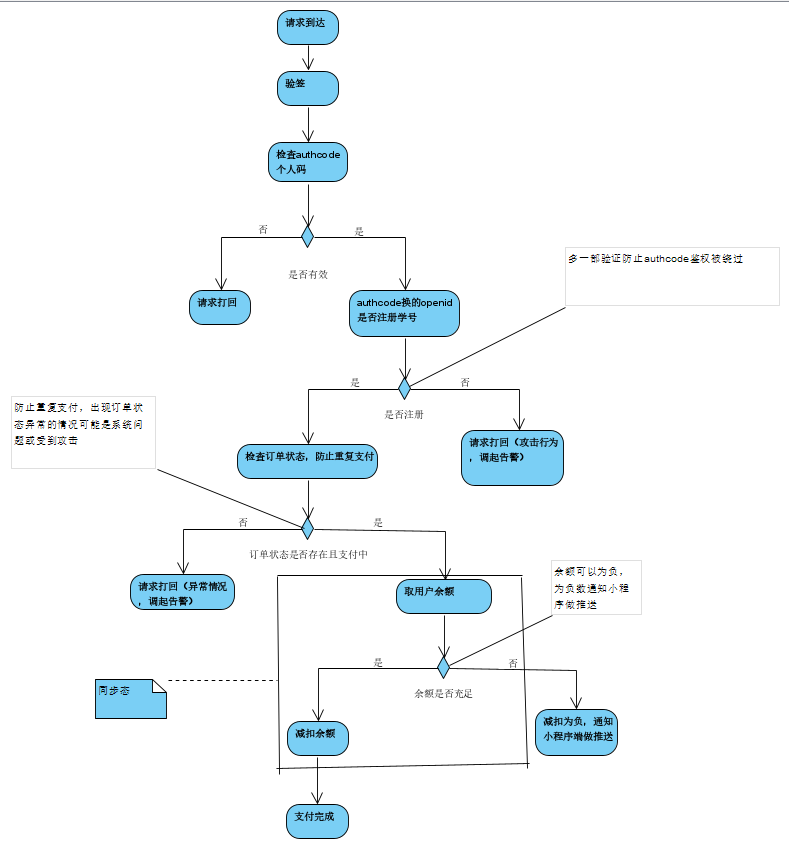 请求到达
验签
检查authcode
个人码
否
是
是否有效
多一部验证防止authcode鉴权被绕过
请求打回
authcode换的openid
是否注册学号
是
否
是否注册
防止重复支付，出现订单状
态异常的情况可能是系统问
题或受到攻击
检查订单状态，防止重复支付
请求打回（攻击行为
，调起告警）
否
是
订单状态是否存在且支付中
请求打回（异常情况
，调起告警）
取用户余额
余额可以为负，
为负数通知小程
序做推送
是
否
余额是否充足
同步态
减扣余额
减扣为负，通知
小程序端做推送
支付完成